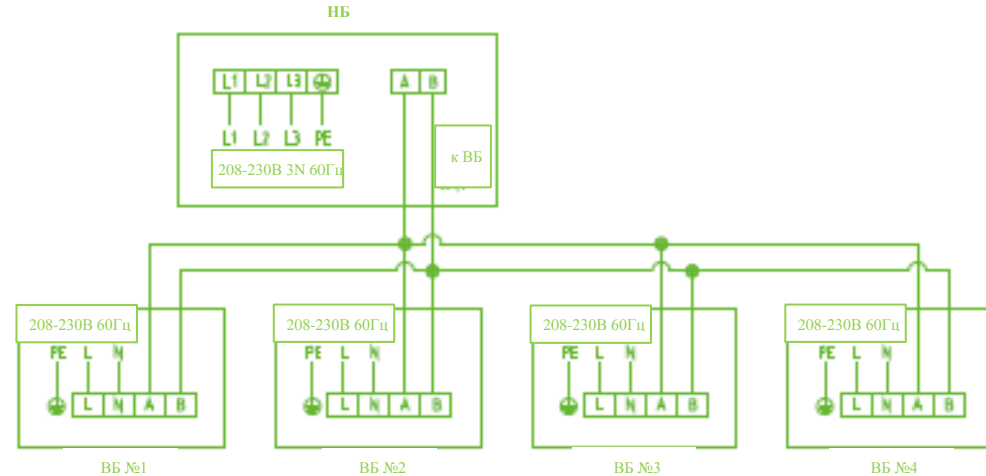 НБ
L1 L2 L3 A B
L1 L2 L3 PE
к ВБ
208-230В 3N 60Гц
208-230В 60Гц 208-230В 60Гц 208-230В 60Гц 208-230В 60Гц
PE L N PE L N PE L N PE L N
L N A B L N A B L N A B L N A B
ВБ №1 ВБ №2 ВБ №3 ВБ №4